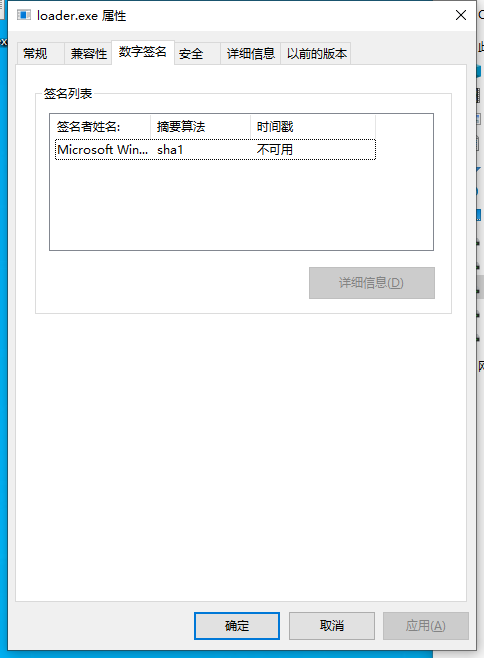 loader.exe 属性
常规 兼容性 数字签名 安全 详细信息 以前的版本
签名列表
签名者姓名: 摘要算法 时间戳
Microsoft Win... sha1 不可用
详细信息(D)
确定 取消 应用(A)